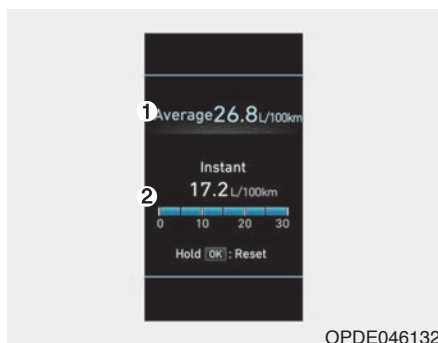 1 Average 26.8 L/100km
Instant
2 17.2 L/100km
0 10 20 30
Hold OK : Reset
OPDE046132